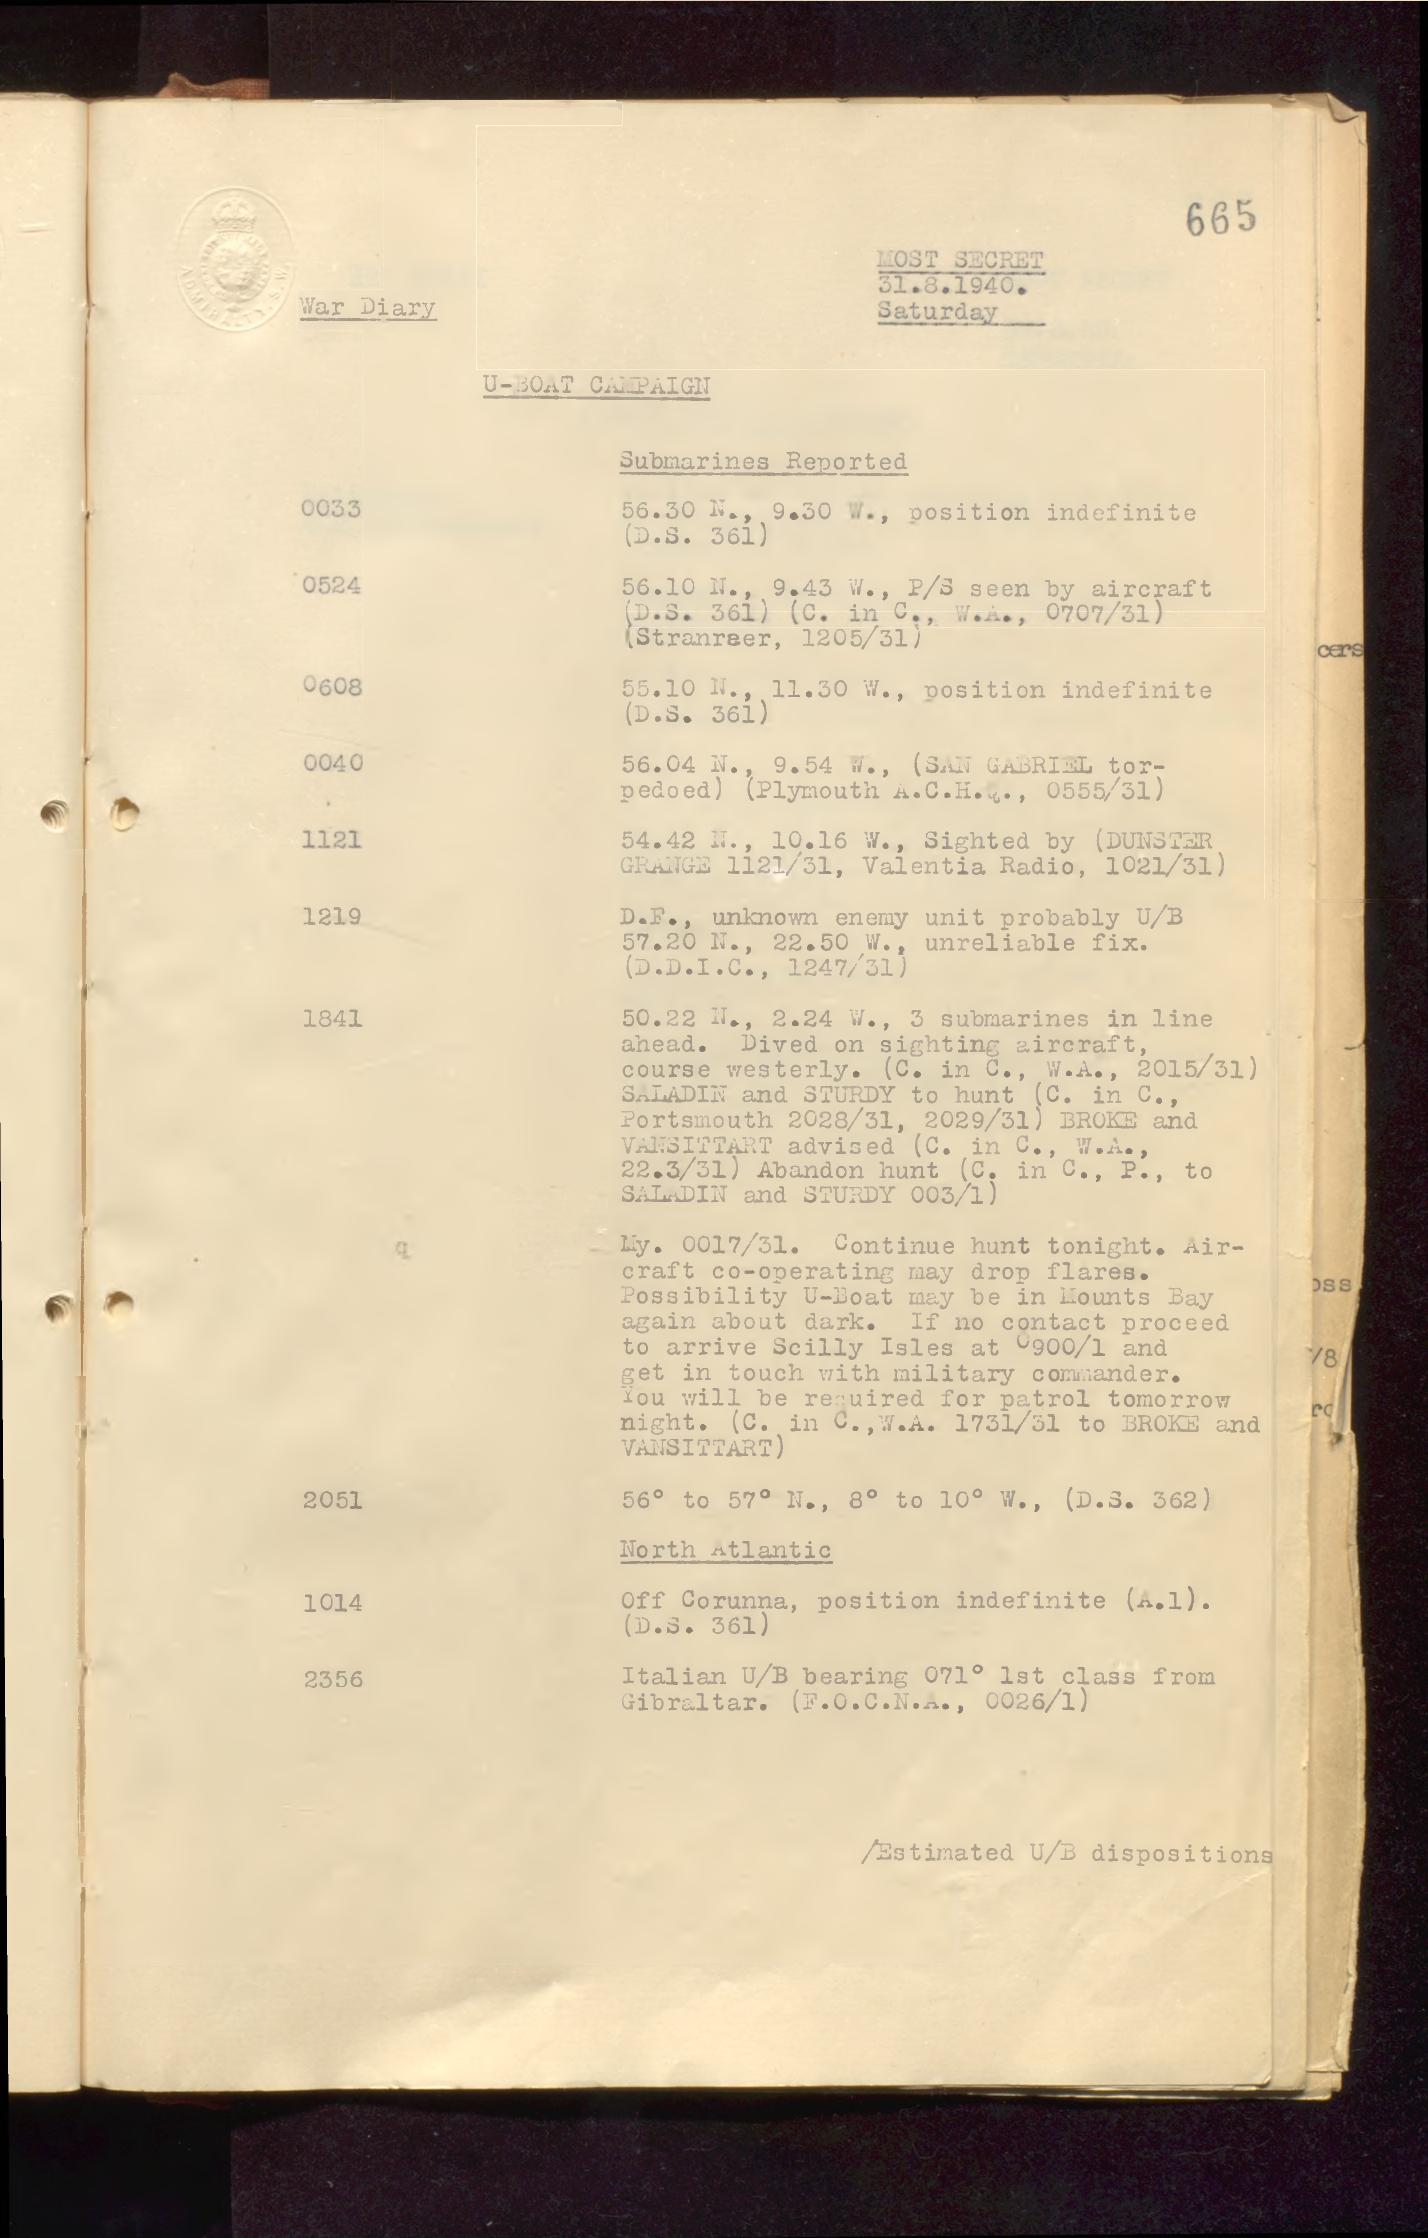 665
MOST SECRET
31.8.1940.
Saturday
ADMIRALTY. S.W.
War Diary
U-BOAT CAMPAIGN
Submarines Reported
0033 56.30 N., 9.30 W., position indefinite
(D.S. 361)
0524 56.10 N., 9.43 W., P/S seen by aircraft
(D.S. 361) (C. in C., W.A., 0707/31)
(Stranraer, 1205/31)
0608 55.10 N., 11.30 W., position indefinite
(D.S. 361)
0040 56.04 N., 9.54 W., (SAN GABRIEL tor-
pedoed) (Plymouth A.C.H.Q., 0555/31)
1121 54.42 N., 10.16 W., Sighted by (DUNSTER
GRANGE 1121/31, Valentia Radio, 1021/31)
1219 D.F., unknown enemy unit probably U/B
57.20 N., 22.50 W., unreliable fix.
(D.D.I.C., 1247/31)
1841 50.22 N., 2.24 W., 3 submarines in line
ahead. Dived on sighting aircraft,
course westerly. (C. in C., W.A., 2015/31)
SALADIN and STURDY to hunt (C. in C.,
Portsmouth 2028/31, 2029/31) BROKE and
VANSITTART advised (C. in C., W.A.,
22.3/31) Abandon hunt (C. in C., P., to
SALADIN and STURDY 003/1)
My. 0017/31. Continue hunt tonight. Air-
craft co-operating may drop flares.
Possibility U-Boat may be in Mounts Bay
again about dark. If no contact proceed
to arrive Scilly Isles at 0900/1 and
get in touch with military commander.
You will be required for patrol tomorrow
night. (C. in C.,W.A. 1731/31 to BROKE and
VANSITTART)
2051 56° to 57° N., 8° to 10° W., (D.S. 362)
North Atlantic
1014 Off Corunna, position indefinite (A.1).
(D.S. 361)
2356 Italian U/B bearing 071° 1st class from
Gibraltar. (F.O.C.N.A., 0026/1)
/Estimated U/B dispositions
cers
oss
/8